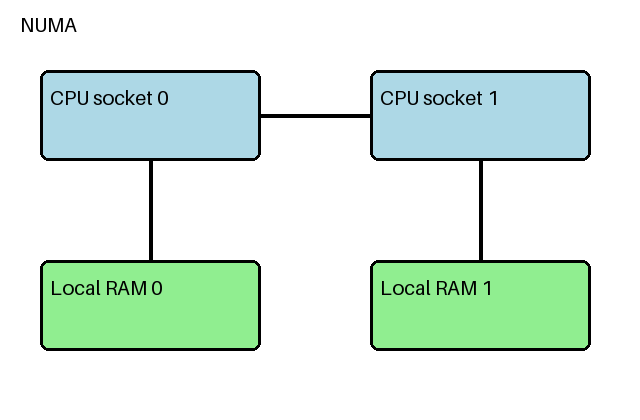 NUMA
CPU socket 0
CPU socket 1
Local RAM 0
Local RAM 1